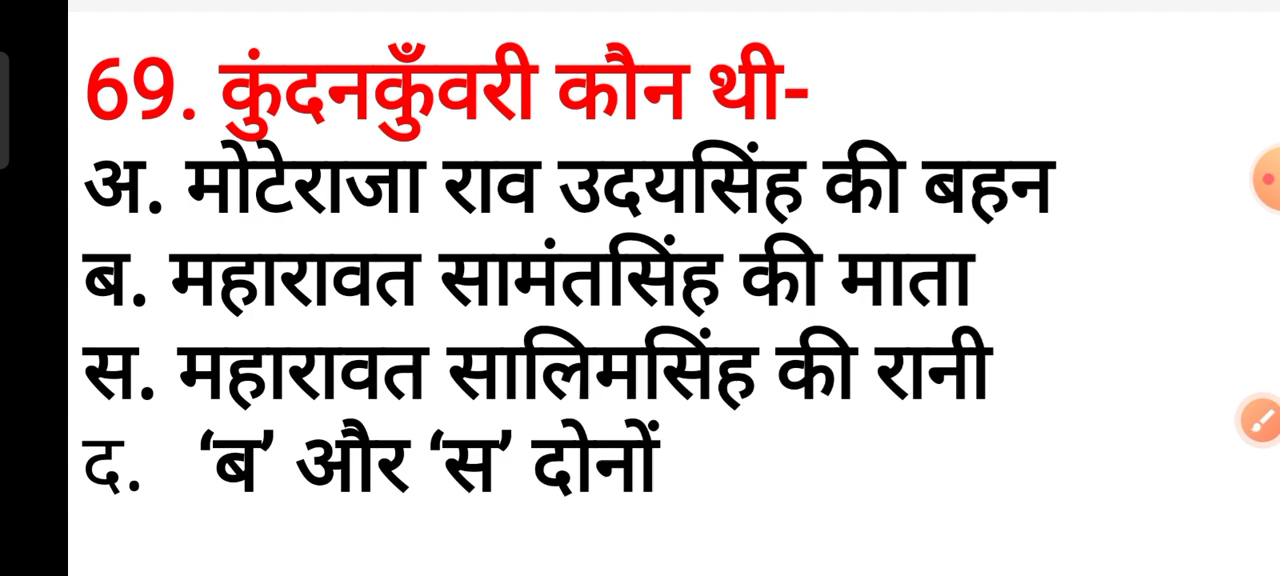 69. कुंदनकुँवरी कौन थी-
अ. मोटेराजा राव उदयसिंह की बहन
ब. महारावत सामंतसिंह की माता
स. महारावत सालिमसिंह की रानी
द. ‘ब’ और ‘स’ दोनों